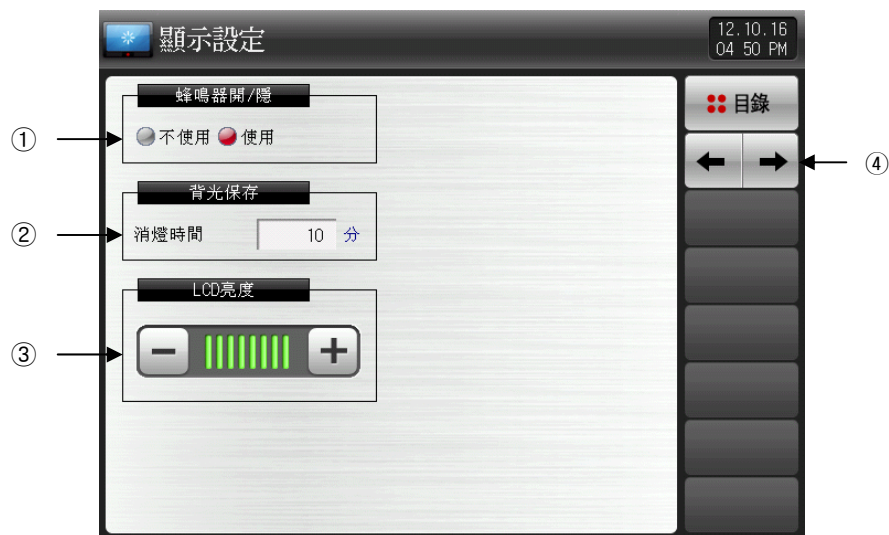 顯示設定
12.10.16
04 50 PM
蜂鳴器開/隱
① 不使用 使用
目錄
④
背光保存
② 消燈時間 10 分
LCD亮度
③